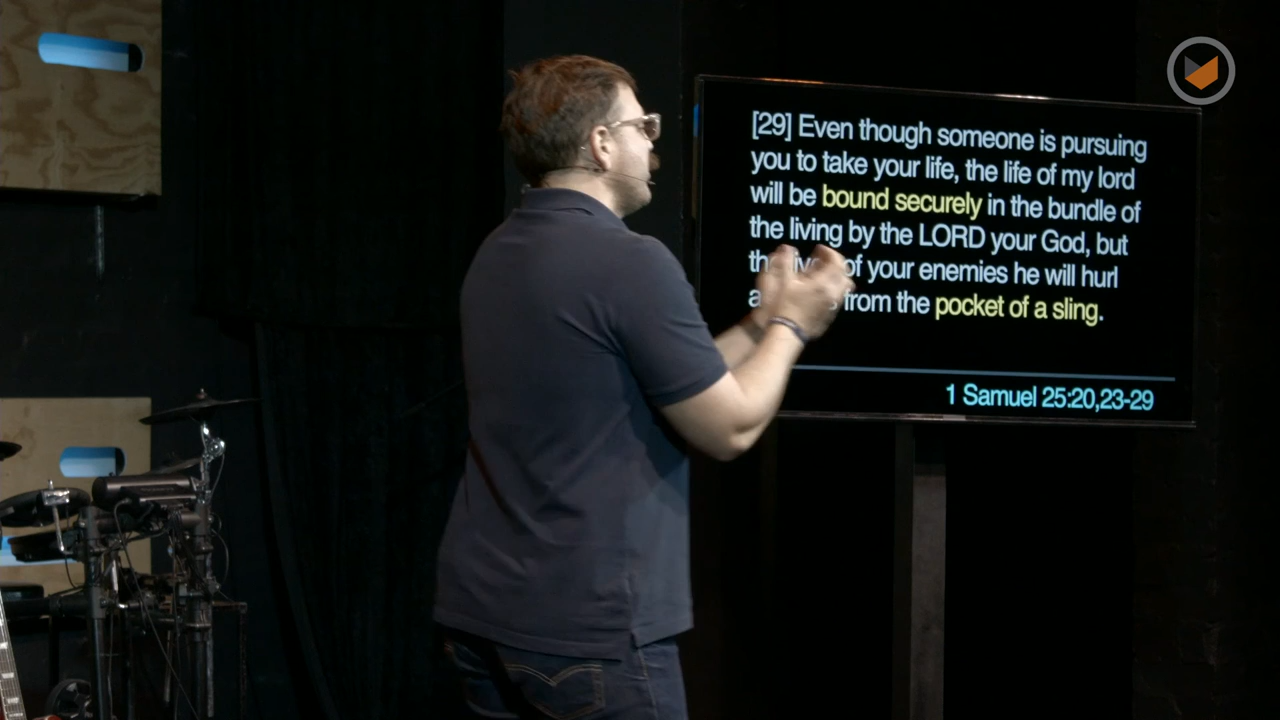 [29] Even though someone is pursuing
you to take your life, the life of my lord
will be bound securely in the bundle of
the living by the LORD your God, but
of your enemies he will hurl
from the pocket of a sling.
1 Samuel 25:20,23-29